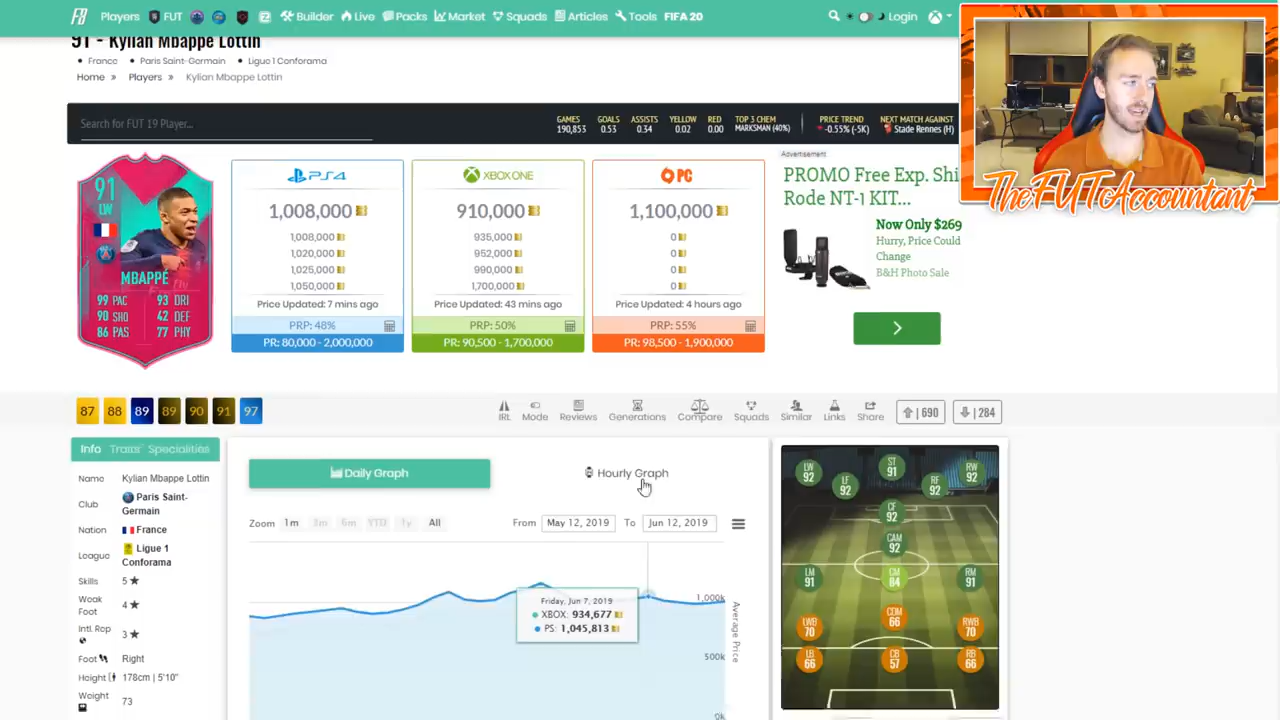 F8 Players FUT Builder Live Packs Market Squads Articles Tools FIFA 20 Login
91 - Kylian Mbappe Lottin
France Paris Saint-Germain Ligue 1 Conforama
Home » Players » Kylian Mbappe Lottin
Search for FUT 19 Player...
GAMES 190,853
GOALS 0.53
ASSISTS 0.34
YELLOW 0.02
RED 0.00
TOP 3 CHEM MARKSMAN (40%)
PRICE TREND -0.55% (-5K)
NEXT MATCH AGAINST Stade Rennes (H)
TheFUTAccountant
91
LW
MBAPPÉ
99 PAC 93 DRI
90 SHO 42 DEF
86 PAS 77 PHY
PS4
1,008,000
1,008,000
1,020,000
1,025,000
1,050,000
Price Updated: 7 mins ago
PRP: 48%
PR: 80,000 - 2,000,000
XBOX ONE
910,000
935,000
952,000
990,000
1,700,000
Price Updated: 43 mins ago
PRP: 50%
PR: 90,500 - 1,700,000
PC
1,100,000
0
0
0
0
Price Updated: 4 hours ago
PRP: 55%
PR: 98,500 - 1,900,000
Advertisement
PROMO Free Exp. Shi
Rode NT-1 KIT...
Now Only $269
Hurry, Price Could
Change
B&H Photo Sale
87 88 89 89 90 91 97
IRL Mode Reviews Generations Compare Squads Similar Links Share | 690 | 284
Info Traits Specialities
Name Kylian Mbappe Lottin
Club Paris Saint-
Germain
Nation France
League Ligue 1
Conforama
Skills 5 ★
Weak
Foot 4 ★
Intl. Rep 3 ★
Foot Right
Height 178cm | 5'10"
Weight 73
Daily Graph Hourly Graph
Zoom 1m 3m 6m YTD 1y All From May 12, 2019 To Jun 12, 2019
Friday, Jun 7, 2019
XBOX: 934,677
PS: 1,045,813
1,000k
500k
0k
Average Price
LW 92
ST 91
RW 92
LF 92
RF 92
CF 92
CAM 92
LM 91
CM 84
RM 91
LWB 70
CDM 66
RWB 70
LB 66
CB 57
RB 66